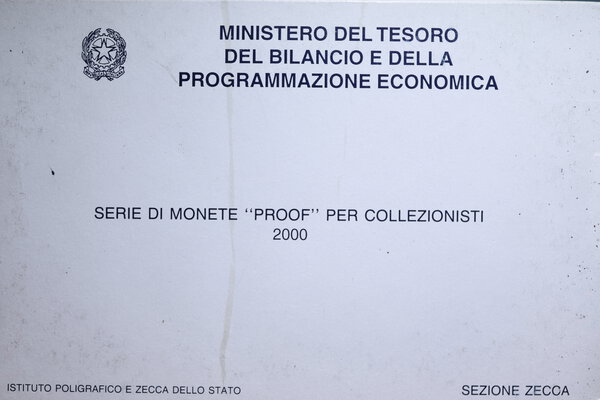 MINISTERO DEL TESORO
DEL BILANCIO E DELLA
PROGRAMMAZIONE ECONOMICA
SERIE DI MONETE ‘‘PROOF’’ PER COLLEZIONISTI
2000
ISTITUTO POLIGRAFICO E ZECCA DELLO STATO
SEZIONE ZECCA